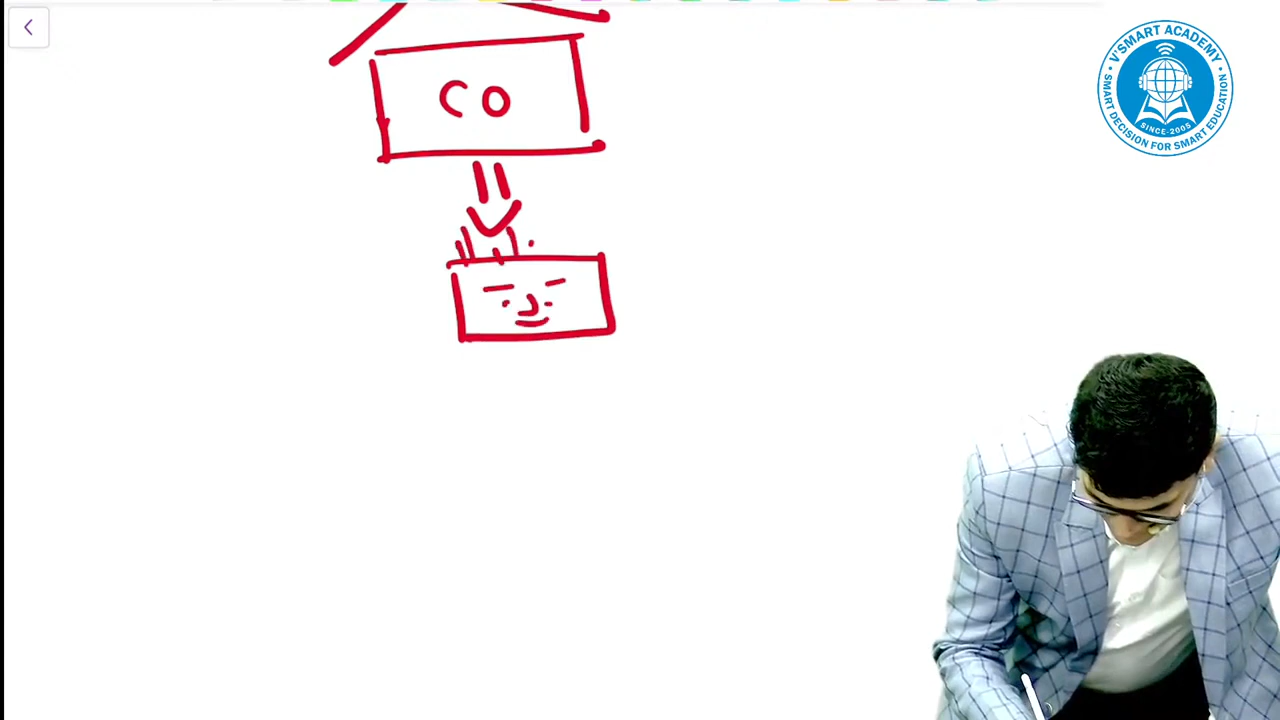 CO
V'SMART ACADEMY
SINCE-2005
SMART DECISION FOR SMART EDUCATION